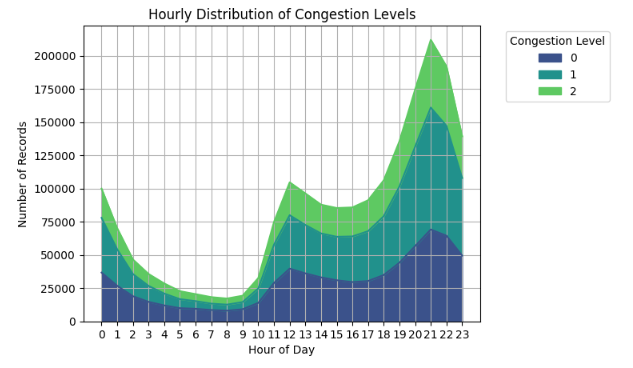 Hourly Distribution of Congestion Levels
Number of Records
200000
175000
150000
125000
100000
75000
50000
25000
0
0 1 2 3 4 5 6 7 8 9 10 11 12 13 14 15 16 17 18 19 20 21 22 23
Hour of Day
Congestion Level
0
1
2